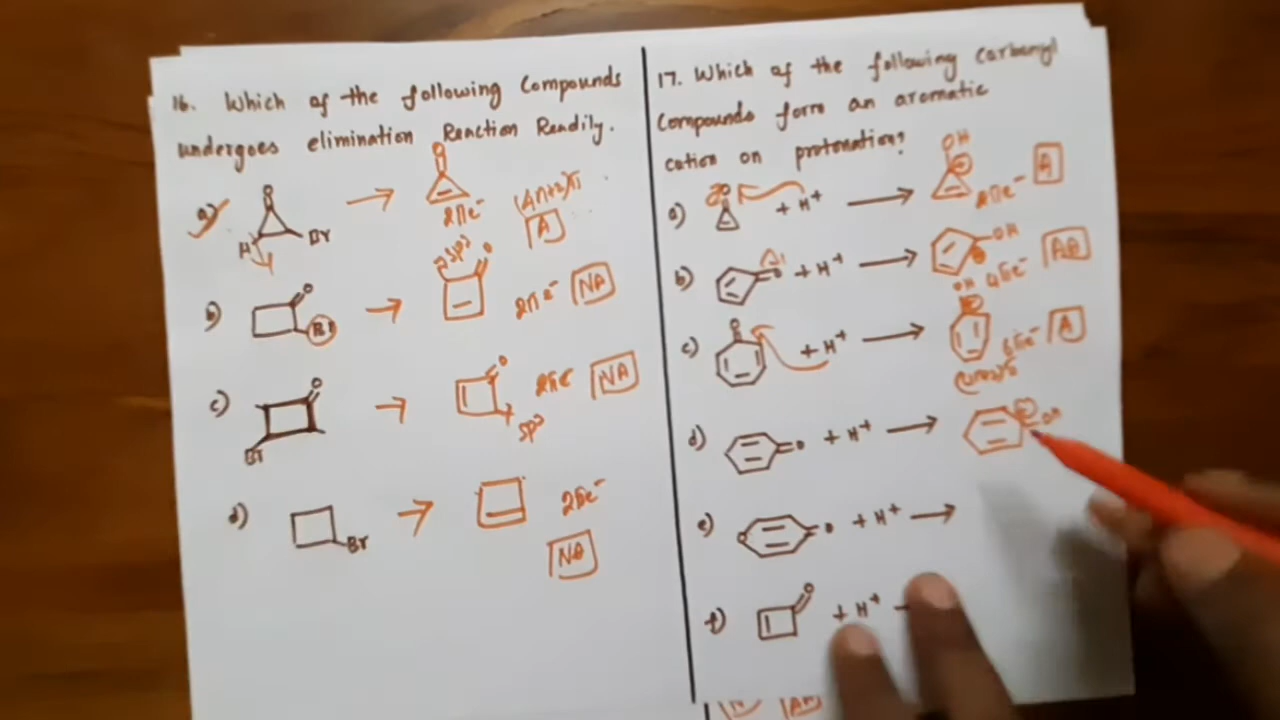 16. Which of the following Compounds
undergoes elimination Reaction Readily.
a)
H
Br
2πe⁻
(4n+2)π
A
b)
O
Br
sp³
O
2πe⁻
NA
c)
O
Br
O
2πe⁻
sp³
NA
d)
Br
2πe⁻
NA
17. Which of the following Carbonyl
Compounds form an aromatic
cation on protonation?
a)
O
+ H⁺
OH
2πe⁻
A
b)
O
+ H⁺
OH
4πe⁻
AA
c)
O
+ H⁺
OH
6πe⁻
A
(4n+2)π
d)
O
+ H⁺
OH
e)
O
O
+ H⁺
f)
O
+ H⁺